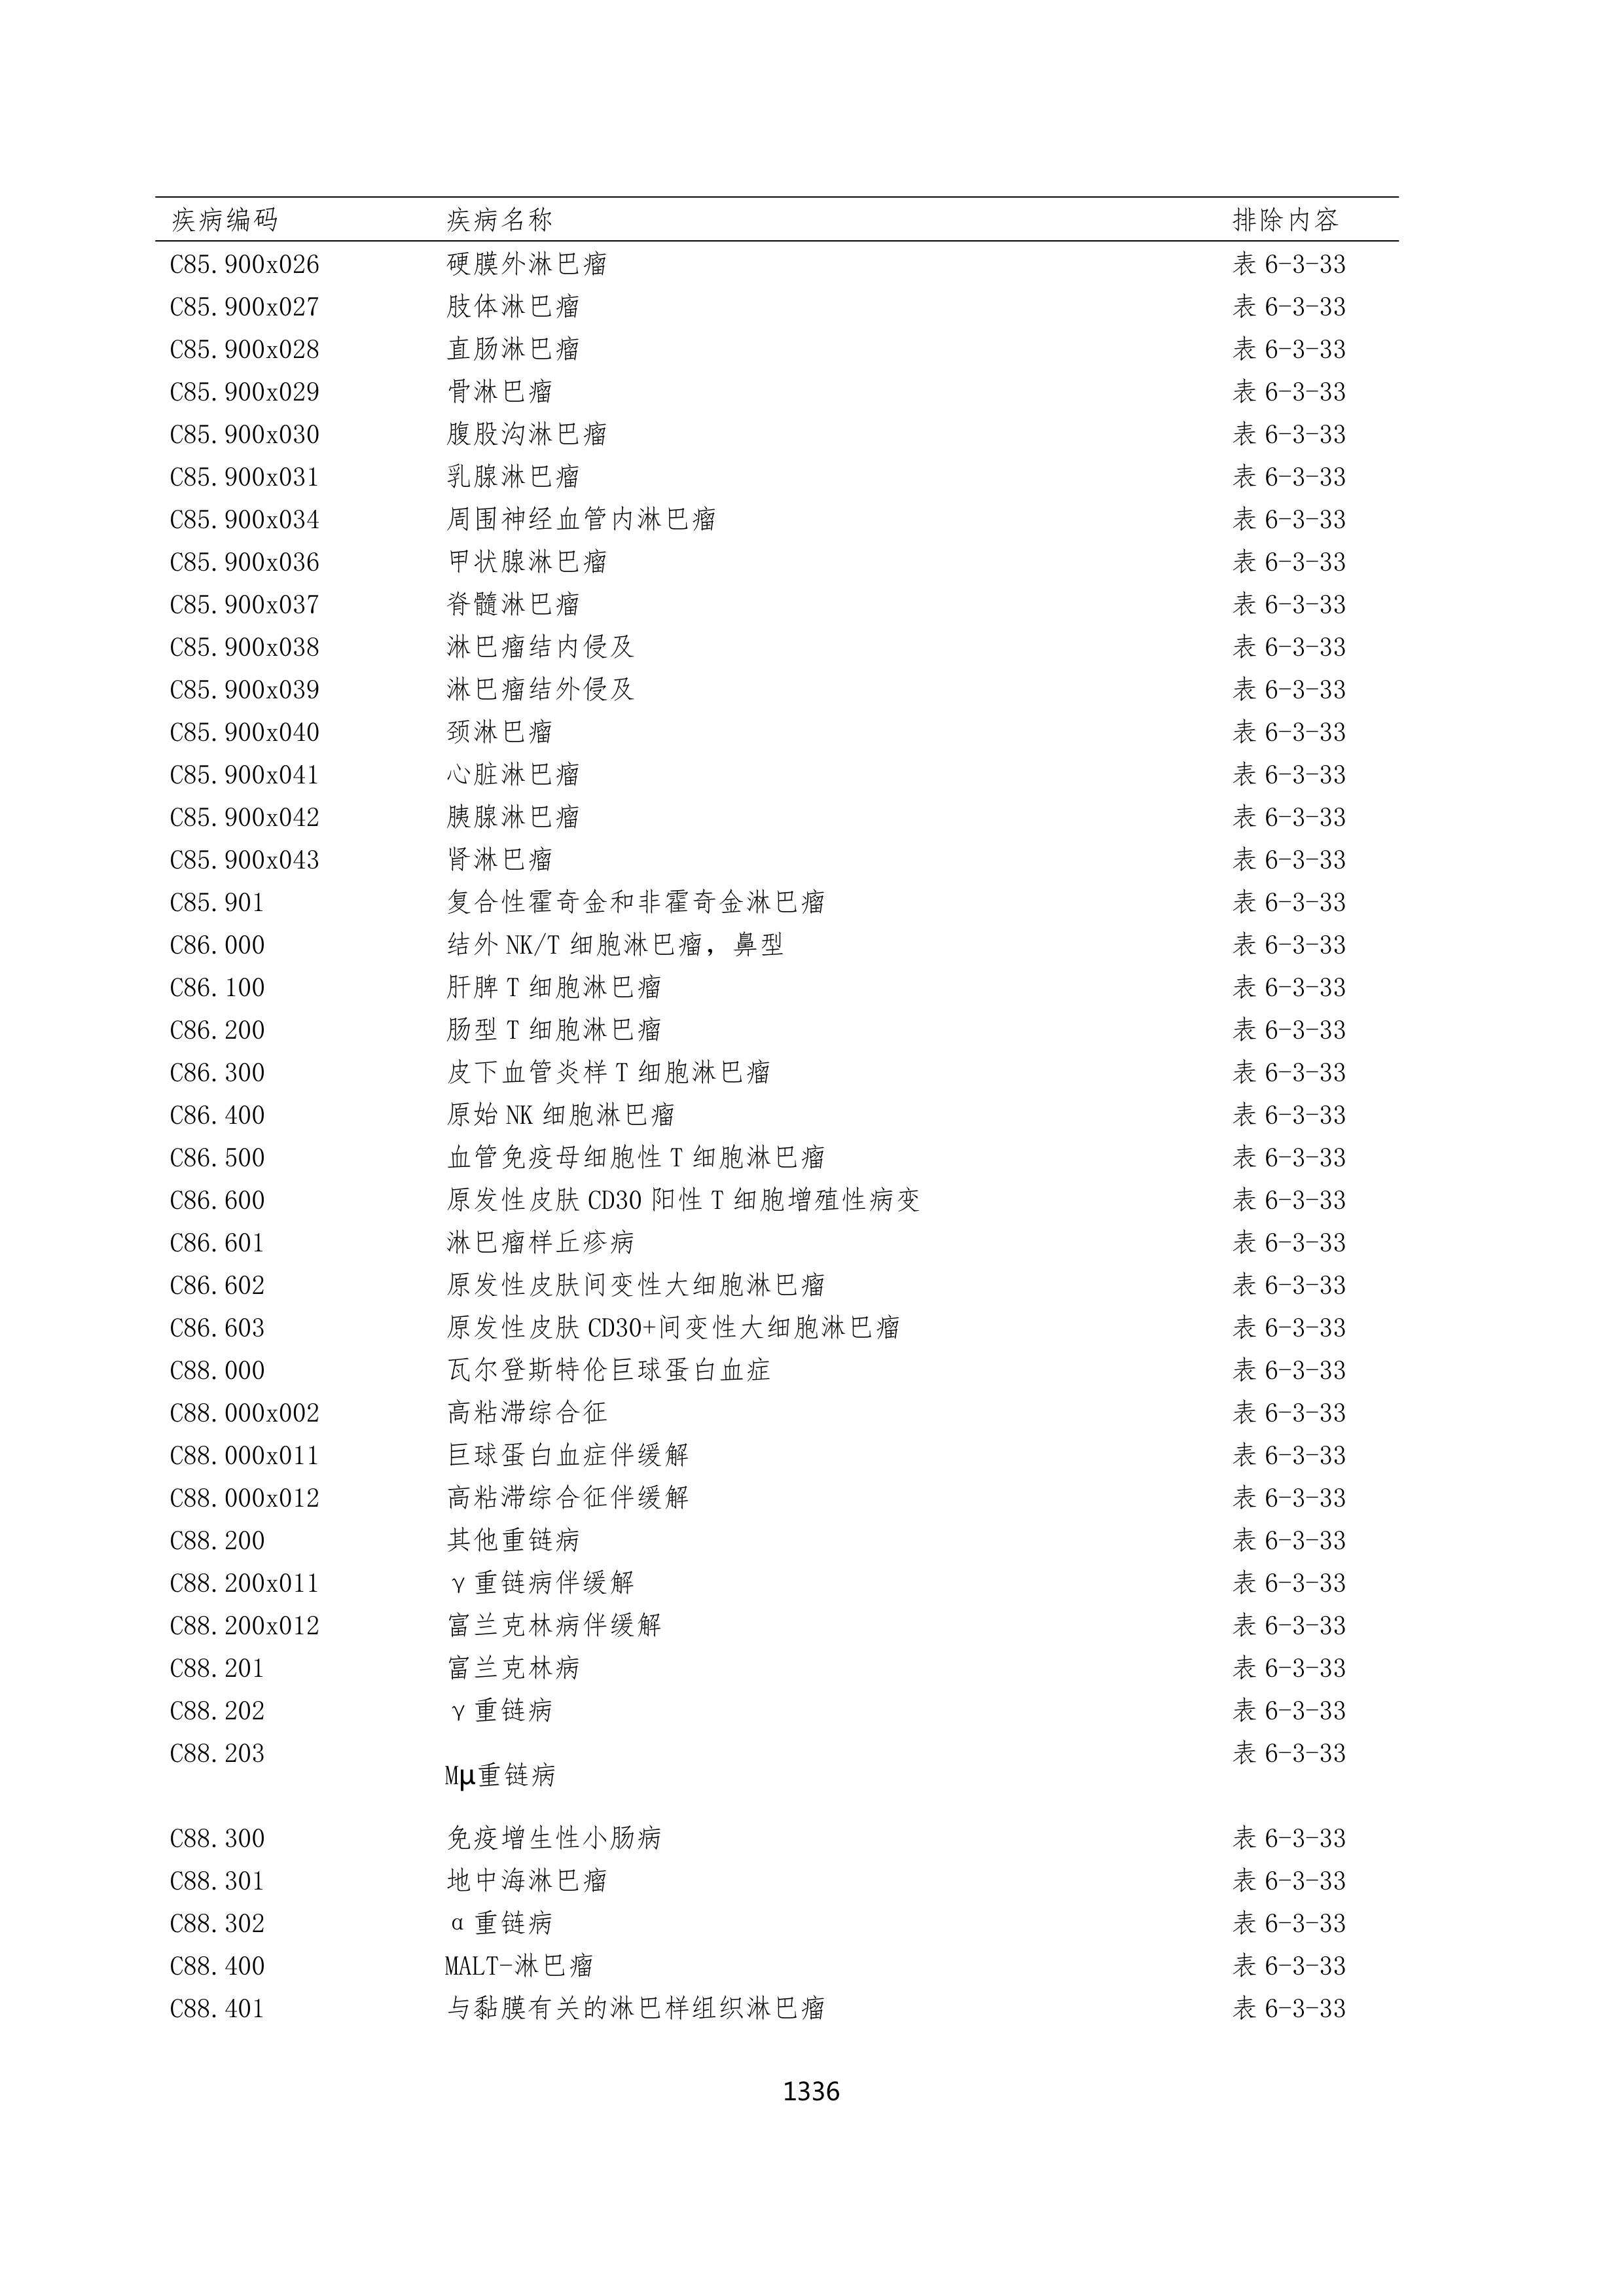 疾病编码 疾病名称 排除内容
C85.900x026 硬膜外淋巴瘤 表 6-3-33
C85.900x027 肢体淋巴瘤 表 6-3-33
C85.900x028 直肠淋巴瘤 表 6-3-33
C85.900x029 骨淋巴瘤 表 6-3-33
C85.900x030 腹股沟淋巴瘤 表 6-3-33
C85.900x031 乳腺淋巴瘤 表 6-3-33
C85.900x034 周围神经血管内淋巴瘤 表 6-3-33
C85.900x036 甲状腺淋巴瘤 表 6-3-33
C85.900x037 脊髓淋巴瘤 表 6-3-33
C85.900x038 淋巴瘤结内侵及 表 6-3-33
C85.900x039 淋巴瘤结外侵及 表 6-3-33
C85.900x040 颈淋巴瘤 表 6-3-33
C85.900x041 心脏淋巴瘤 表 6-3-33
C85.900x042 胰腺淋巴瘤 表 6-3-33
C85.900x043 肾淋巴瘤 表 6-3-33
C85.901 复合性霍奇金和非霍奇金淋巴瘤 表 6-3-33
C86.000 结外 NK/T 细胞淋巴瘤，鼻型 表 6-3-33
C86.100 肝脾 T 细胞淋巴瘤 表 6-3-33
C86.200 肠型 T 细胞淋巴瘤 表 6-3-33
C86.300 皮下血管炎样 T 细胞淋巴瘤 表 6-3-33
C86.400 原始 NK 细胞淋巴瘤 表 6-3-33
C86.500 血管免疫母细胞性 T 细胞淋巴瘤 表 6-3-33
C86.600 原发性皮肤 CD30 阳性 T 细胞增殖性病变 表 6-3-33
C86.601 淋巴瘤样丘疹病 表 6-3-33
C86.602 原发性皮肤间变性大细胞淋巴瘤 表 6-3-33
C86.603 原发性皮肤 CD30+间变性大细胞淋巴瘤 表 6-3-33
C88.000 瓦尔登斯特伦巨球蛋白血症 表 6-3-33
C88.000x002 高粘滞综合征 表 6-3-33
C88.000x011 巨球蛋白血症伴缓解 表 6-3-33
C88.000x012 高粘滞综合征伴缓解 表 6-3-33
C88.200 其他重链病 表 6-3-33
C88.200x011 γ重链病伴缓解 表 6-3-33
C88.200x012 富兰克林病伴缓解 表 6-3-33
C88.201 富兰克林病 表 6-3-33
C88.202 γ重链病 表 6-3-33
C88.203 Mμ重链病 表 6-3-33
C88.300 免疫增生性小肠病 表 6-3-33
C88.301 地中海淋巴瘤 表 6-3-33
C88.302 α重链病 表 6-3-33
C88.400 MALT-淋巴瘤 表 6-3-33
C88.401 与黏膜有关的淋巴样组织淋巴瘤 表 6-3-33
1336